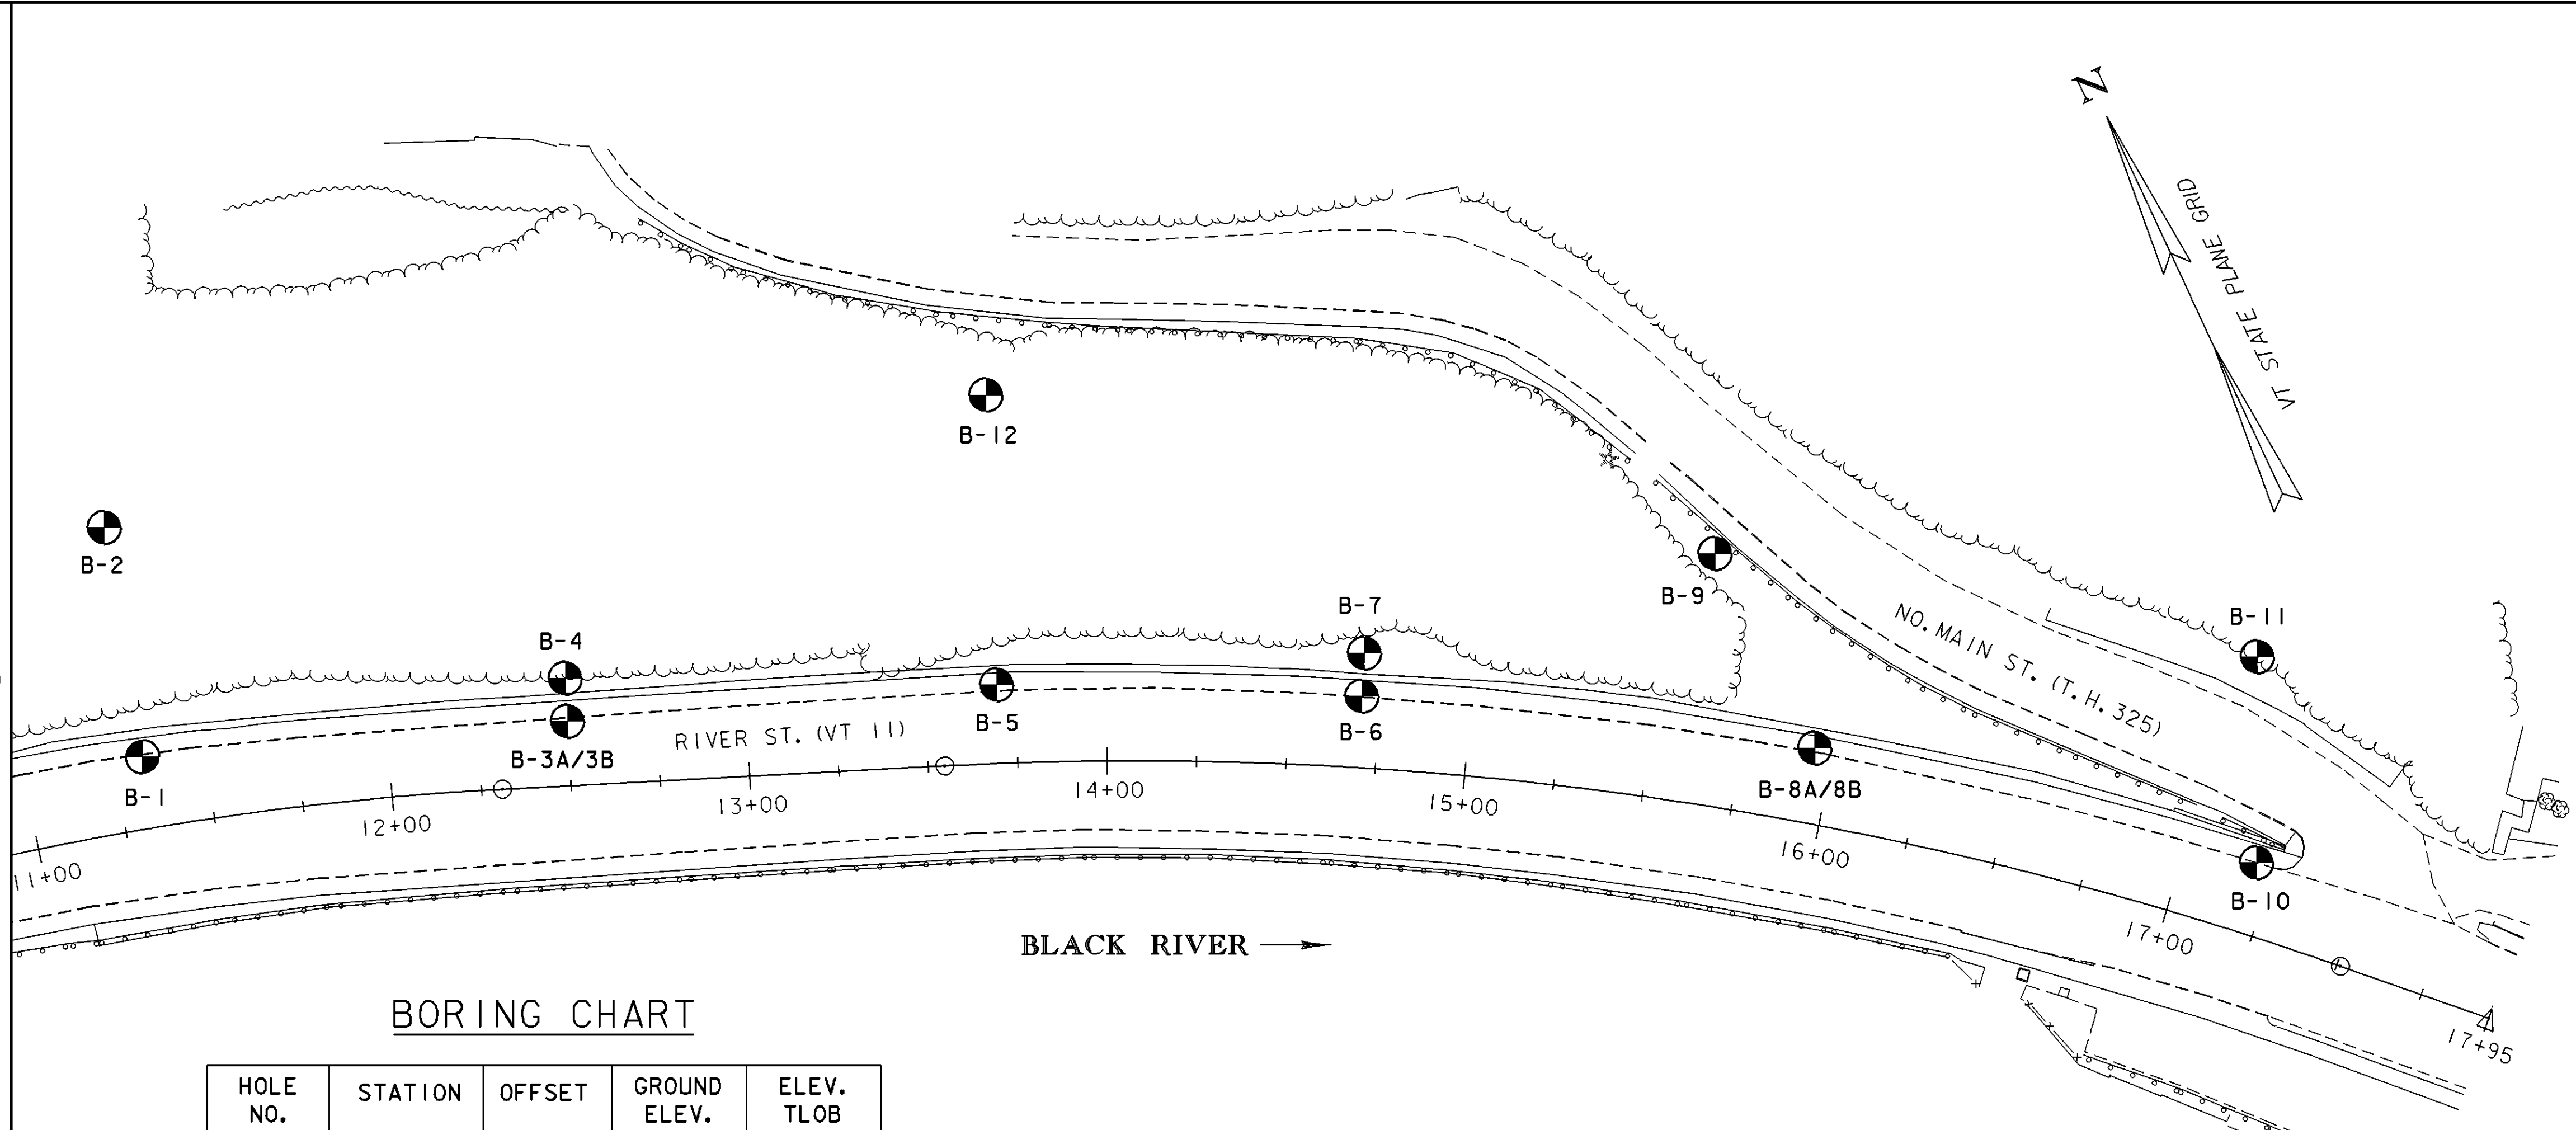 N
VT STATE PLANE GRID
B-12
B-2
B-9
B-7
B-11
B-4
NO. MAIN ST. (T.H. 325)
B-5
B-6
B-3A/3B
RIVER ST. (VT 11)
B-1
B-8A/8B
B-10
11+00
12+00
13+00
14+00
15+00
16+00
17+00
17+95
BLACK RIVER
BORING CHART
HOLE NO.
STATION
OFFSET
GROUND ELEV.
ELEV. TLOB